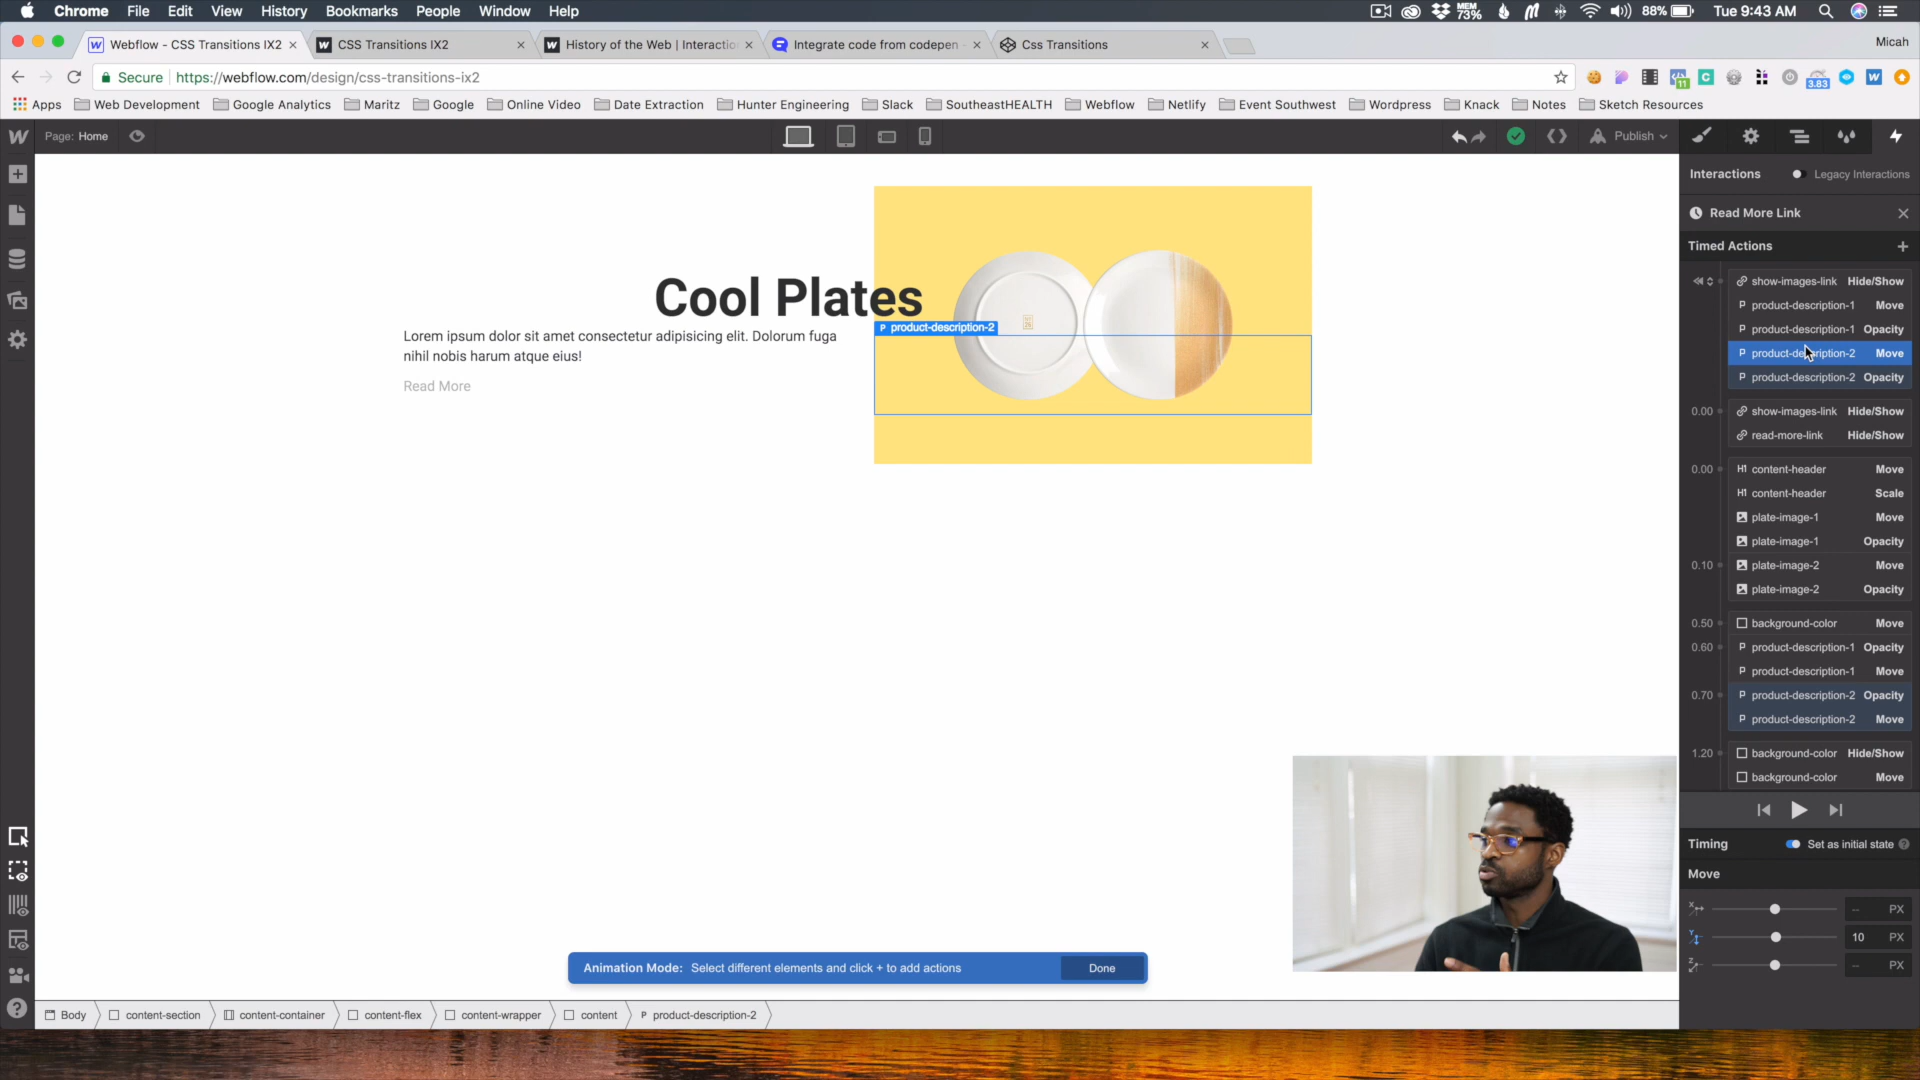 Chrome File Edit View History Bookmarks People Window Help
MEM 73% 88% Tue 9:43 AM
Webflow - CSS Transitions IX2
CSS Transitions IX2
History of the Web | Interactio
Integrate code from codepen
Css Transitions
Micah
Secure https://webflow.com/design/css-transitions-ix2
11 3.83
Apps Web Development Google Analytics Maritz Google Online Video Date Extraction Hunter Engineering Slack SoutheastHEALTH Webflow Netlify Event Southwest Wordpress Knack Notes Sketch Resources
Page: Home
Publish
Interactions Legacy Interactions
Read More Link
Timed Actions
show-images-link Hide/Show
product-description-1 Move
product-description-1 Opacity
product-description-2 Move
product-description-2 Opacity
0.00 show-images-link Hide/Show
read-more-link Hide/Show
0.00 H1 content-header Move
H1 content-header Scale
plate-image-1 Move
plate-image-1 Opacity
0.10 plate-image-2 Move
plate-image-2 Opacity
0.50 background-color Move
0.60 product-description-1 Opacity
product-description-1 Move
0.70 product-description-2 Opacity
product-description-2 Move
1.20 background-color Hide/Show
background-color Move
Timing Set as initial state
Move
X -- PX
Y 10 PX
Z -- PX
Cool Plates
P product-description-2
Lorem ipsum dolor sit amet consectetur adipisicing elit. Dolorum fuga
nihil nobis harum atque eius!
Read More
Animation Mode: Select different elements and click + to add actions
Done
Body content-section content-container content-flex content-wrapper content P product-description-2